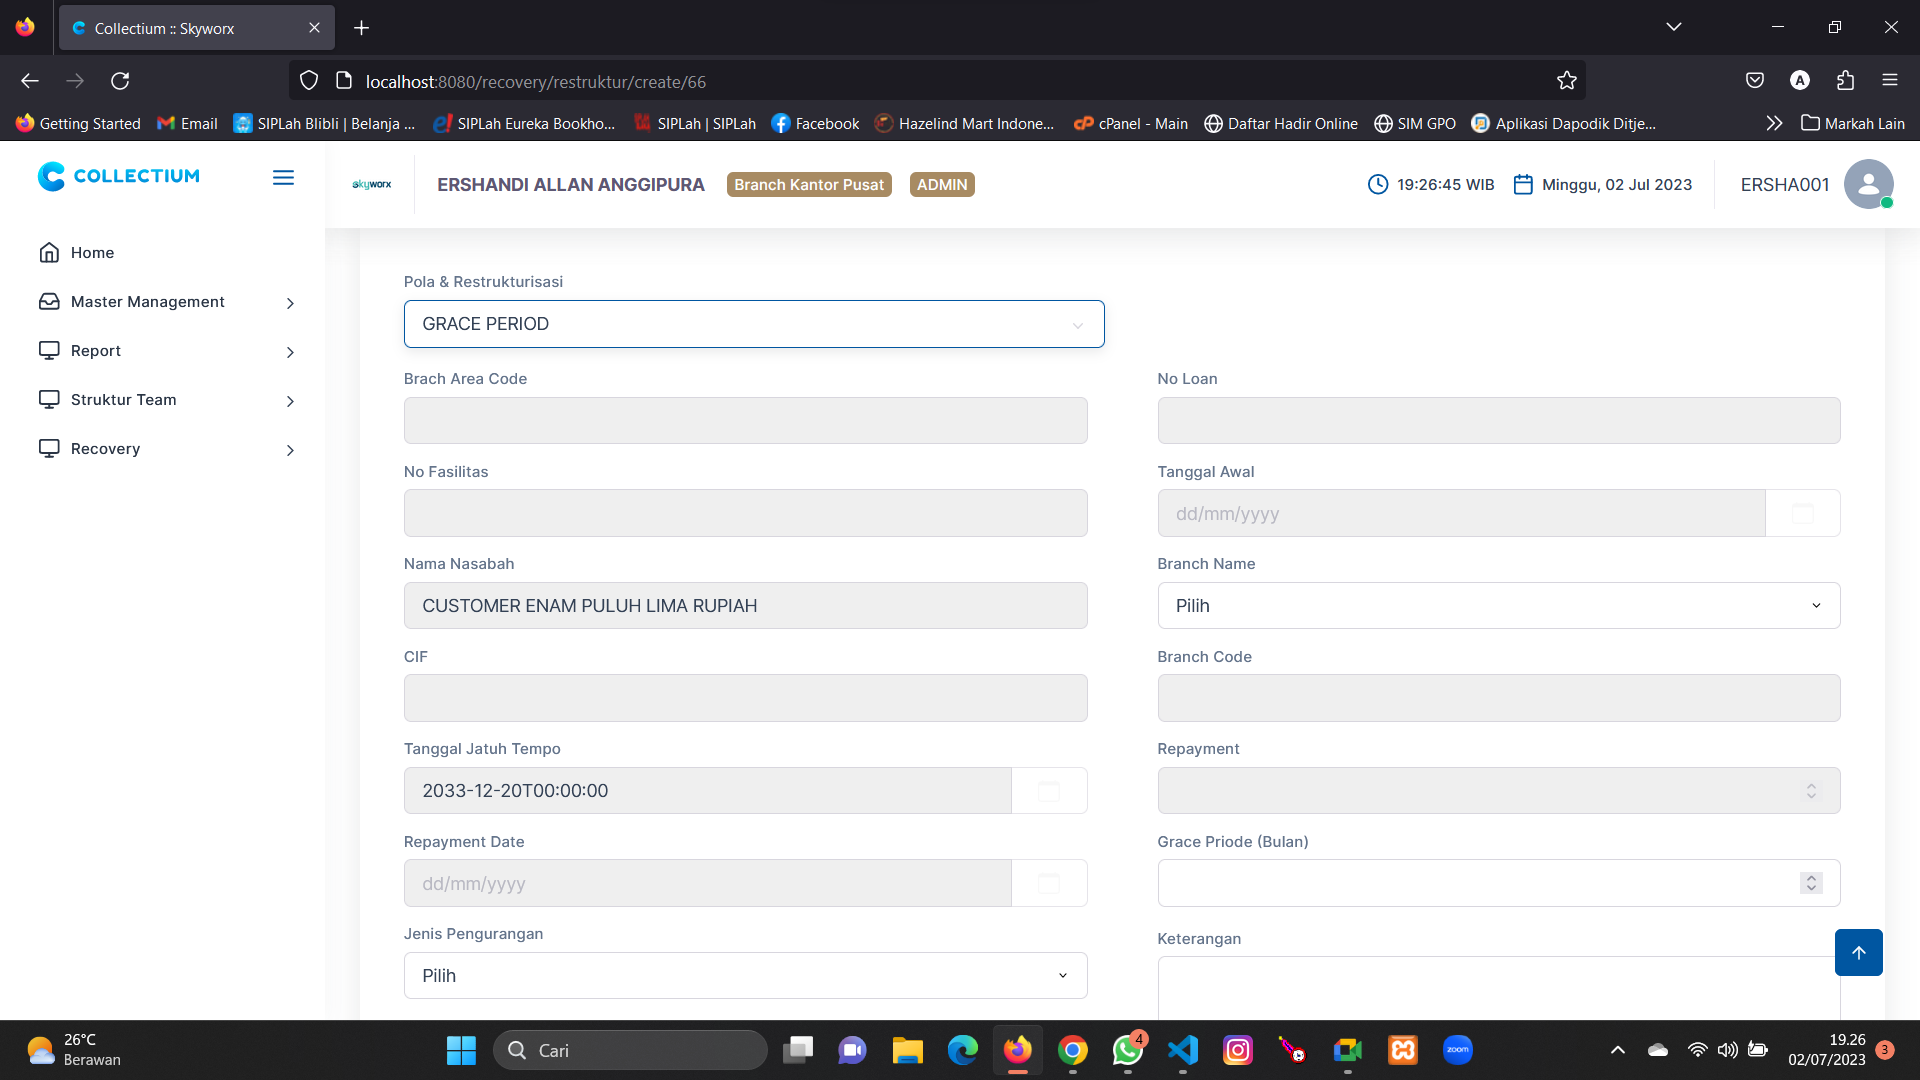 Collectium :: Skyworx
localhost:8080/recovery/restruktur/create/66
Getting Started
Email
SIPLah Blibli | Belanja ...
SIPLah Eureka Bookho...
SIPLah | SIPLah
Facebook
Hazelind Mart Indone...
cPanel - Main
Daftar Hadir Online
SIM GPO
Aplikasi Dapodik Ditje...
Markah Lain
COLLECTIUM
skyworx
ERSHANDI ALLAN ANGGIPURA
Branch Kantor Pusat
ADMIN
19:26:45 WIB
Minggu, 02 Jul 2023
ERSHA001
Home
Master Management
Report
Struktur Team
Recovery
Pola & Restrukturisasi
GRACE PERIOD
Brach Area Code
No Loan
No Fasilitas
Tanggal Awal
dd/mm/yyyy
Nama Nasabah
Branch Name
CUSTOMER ENAM PULUH LIMA RUPIAH
Pilih
CIF
Branch Code
Tanggal Jatuh Tempo
Repayment
2033-12-20T00:00:00
Repayment Date
Grace Priode (Bulan)
dd/mm/yyyy
Jenis Pengurangan
Keterangan
Pilih
26°C
Berawan
Cari
4
zoom
19.26
02/07/2023
3